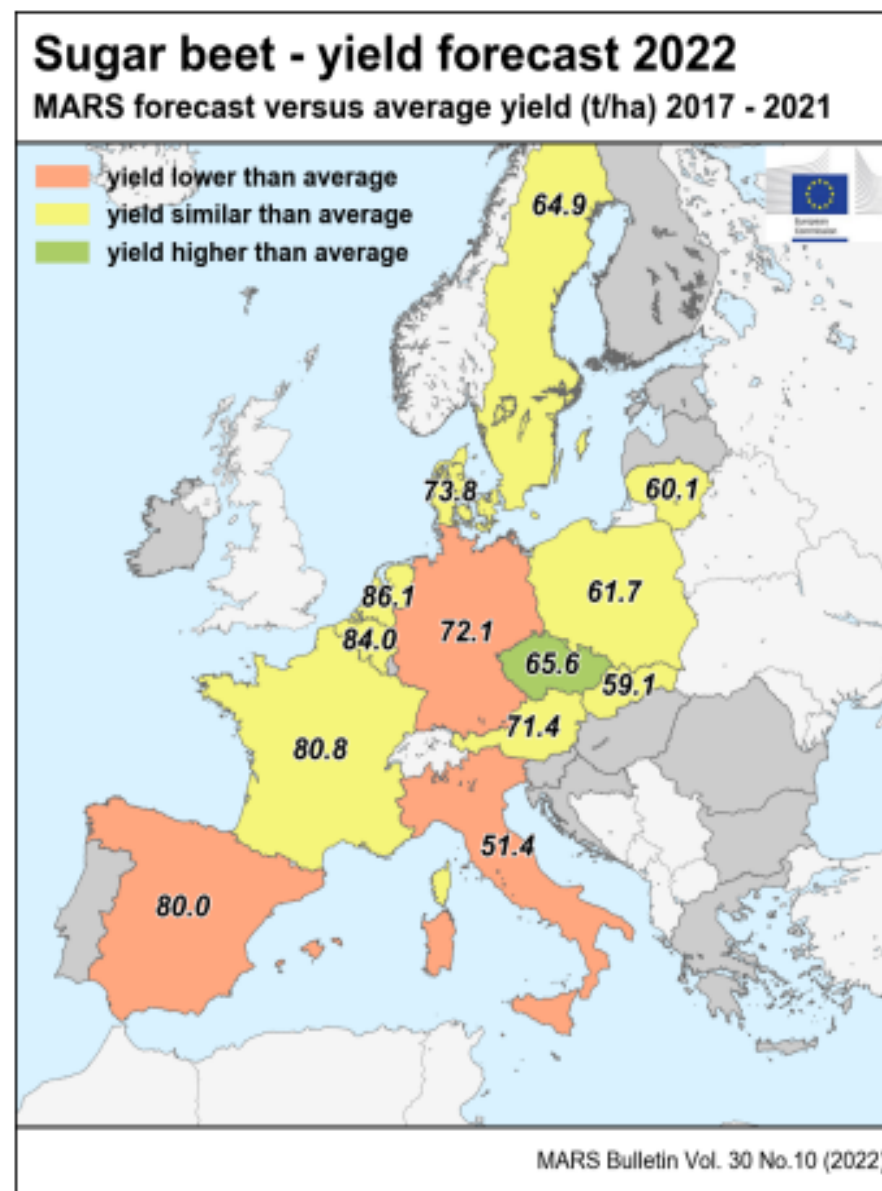 Sugar beet - yield forecast 2022
MARS forecast versus average yield (t/ha) 2017 - 2021
yield lower than average
yield similar than average
yield higher than average
European
Commission
64.9
73.8
60.1
86.1
61.7
84.0
72.1
65.6
59.1
71.4
80.8
51.4
80.0
MARS Bulletin Vol. 30 No.10 (2022)